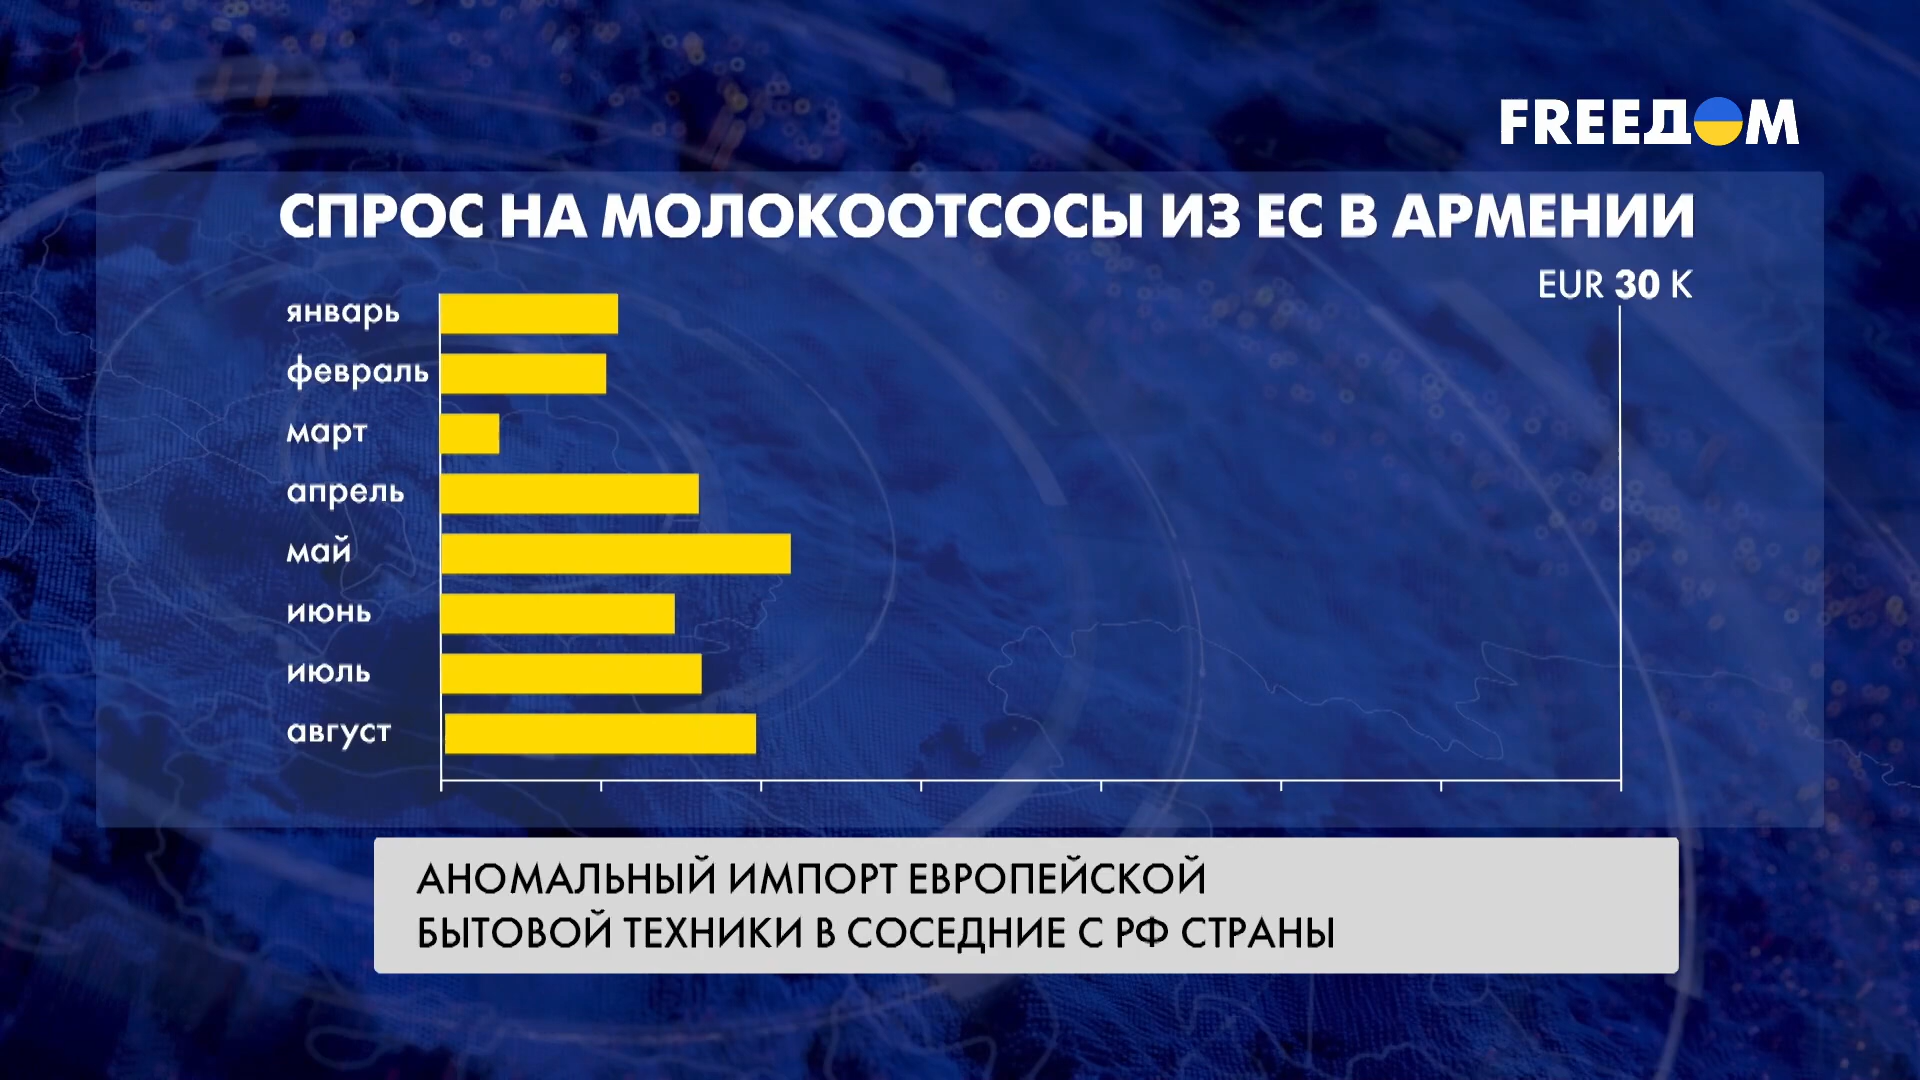 FREEДOM
СПРОС НА МОЛОКООТСОСЫ ИЗ ЕС В АРМЕНИИ
EUR 30 K
январь
февраль
март
апрель
май
июнь
июль
август
АНОМАЛЬНЫЙ ИМПОРТ ЕВРОПЕЙСКОЙ
БЫТОВОЙ ТЕХНИКИ В СОСЕДНИЕ С РФ СТРАНЫ